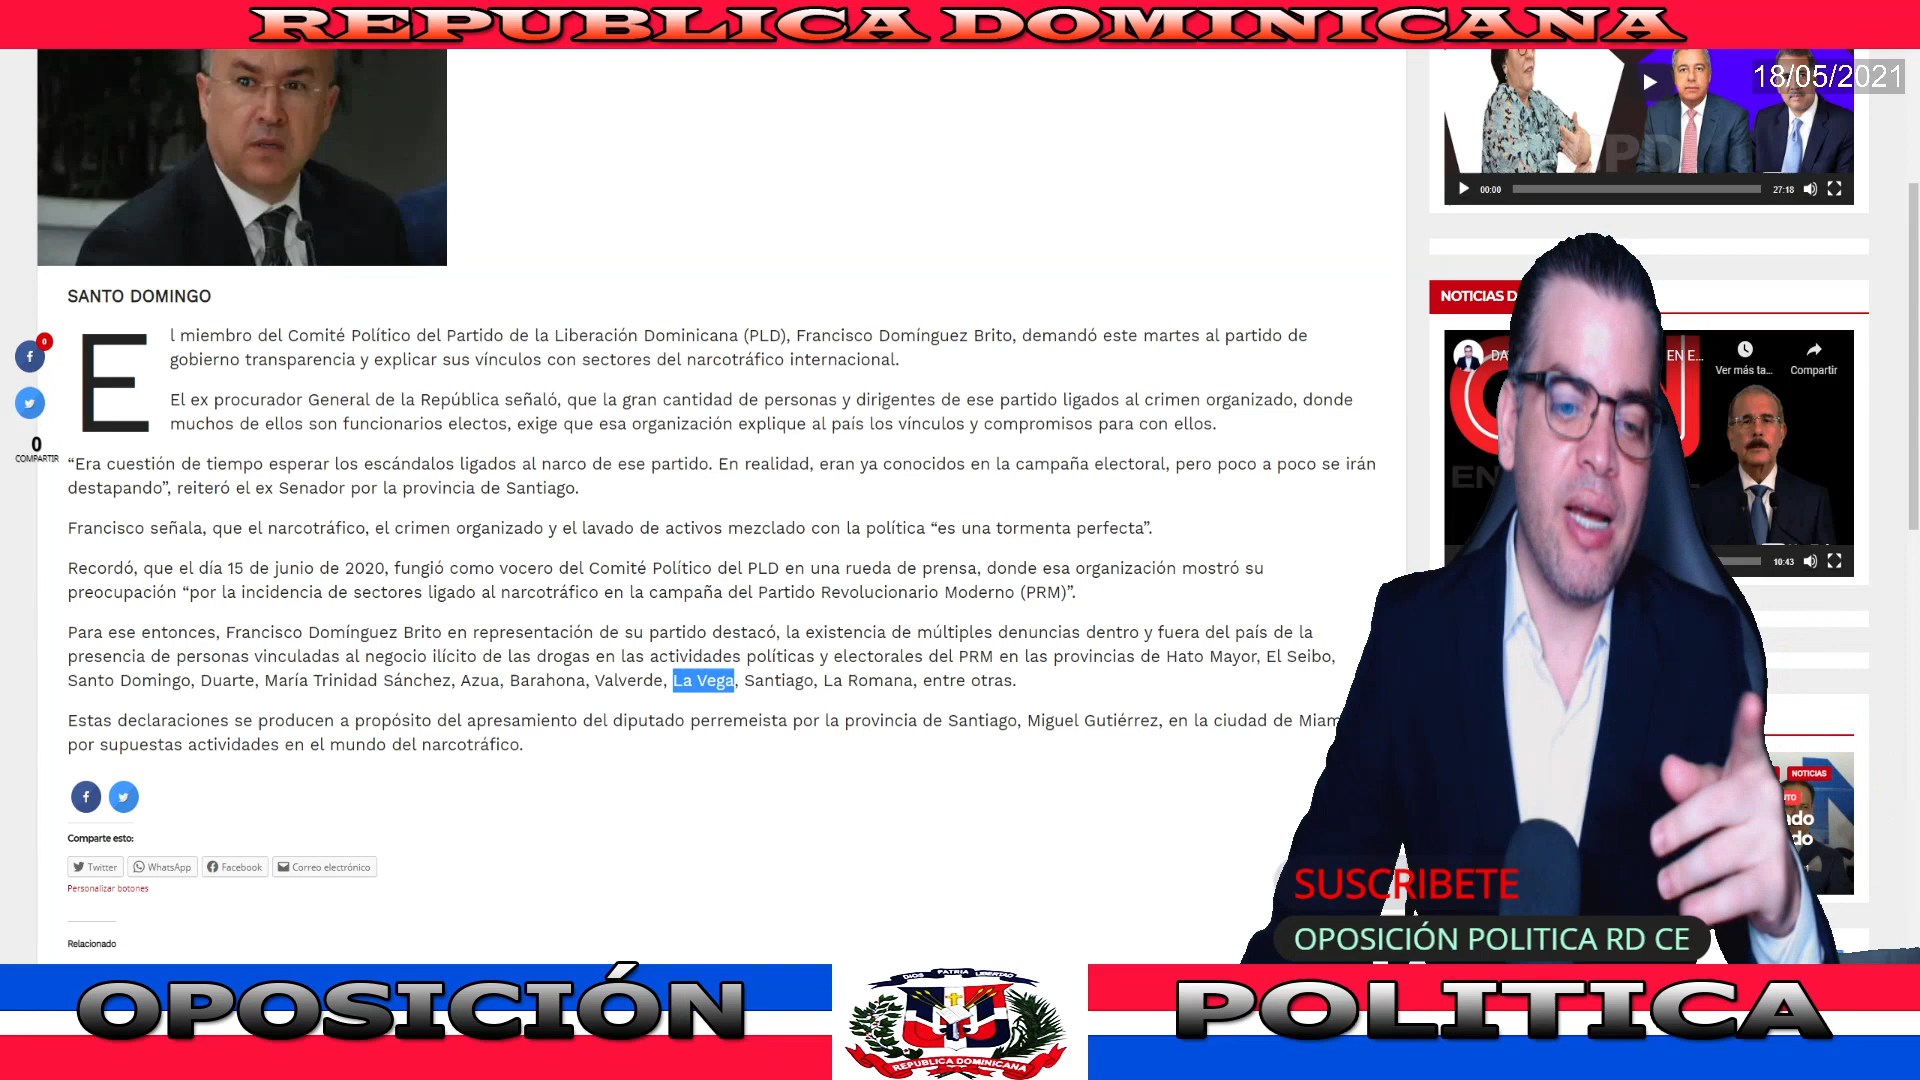 REPUBLICA DOMINICANA
18/05/2021
00:00
27:18
SANTO DOMINGO
El miembro del Comité Político del Partido de la Liberación Dominicana (PLD), Francisco Domínguez Brito, demandó este martes al partido de
gobierno transparencia y explicar sus vínculos con sectores del narcotráfico internacional.
El ex procurador General de la República señaló, que la gran cantidad de personas y dirigentes de ese partido ligados al crimen organizado, donde
muchos de ellos son funcionarios electos, exige que esa organización explique al país los vínculos y compromisos para con ellos.
“Era cuestión de tiempo esperar los escándalos ligados al narco de ese partido. En realidad, eran ya conocidos en la campaña electoral, pero poco a poco se irán
destapando”, reiteró el ex Senador por la provincia de Santiago.
Francisco señala, que el narcotráfico, el crimen organizado y el lavado de activos mezclado con la política “es una tormenta perfecta”.
Recordó, que el día 15 de junio de 2020, fungió como vocero del Comité Político del PLD en una rueda de prensa, donde esa organización mostró su
preocupación “por la incidencia de sectores ligado al narcotráfico en la campaña del Partido Revolucionario Moderno (PRM)”.
Para ese entonces, Francisco Domínguez Brito en representación de su partido destacó, la existencia de múltiples denuncias dentro y fuera del país de la
presencia de personas vinculadas al negocio ilícito de las drogas en las actividades políticas y electorales del PRM en las provincias de Hato Mayor, El Seibo,
Santo Domingo, Duarte, María Trinidad Sánchez, Azua, Barahona, Valverde, La Vega, Santiago, La Romana, entre otras.
Estas declaraciones se producen a propósito del apresamiento del diputado perremeista por la provincia de Santiago, Miguel Gutiérrez, en la ciudad de Miam
por supuestas actividades en el mundo del narcotráfico.
0
0
COMPARTIR
Comparte esto:
Twitter WhatsApp Facebook Correo electrónico
Personalizar botones
Relacionado
NOTICIAS D
DA
EN E...
Ver más ta...
Compartir
EN
10:43
NOTICIAS
SUSCRIBETE
OPOSICIÓN POLITICA RD CE
OPOSICIÓN
DIOS PATRIA LIBERTAD
REPUBLICA DOMINICANA
POLITICA